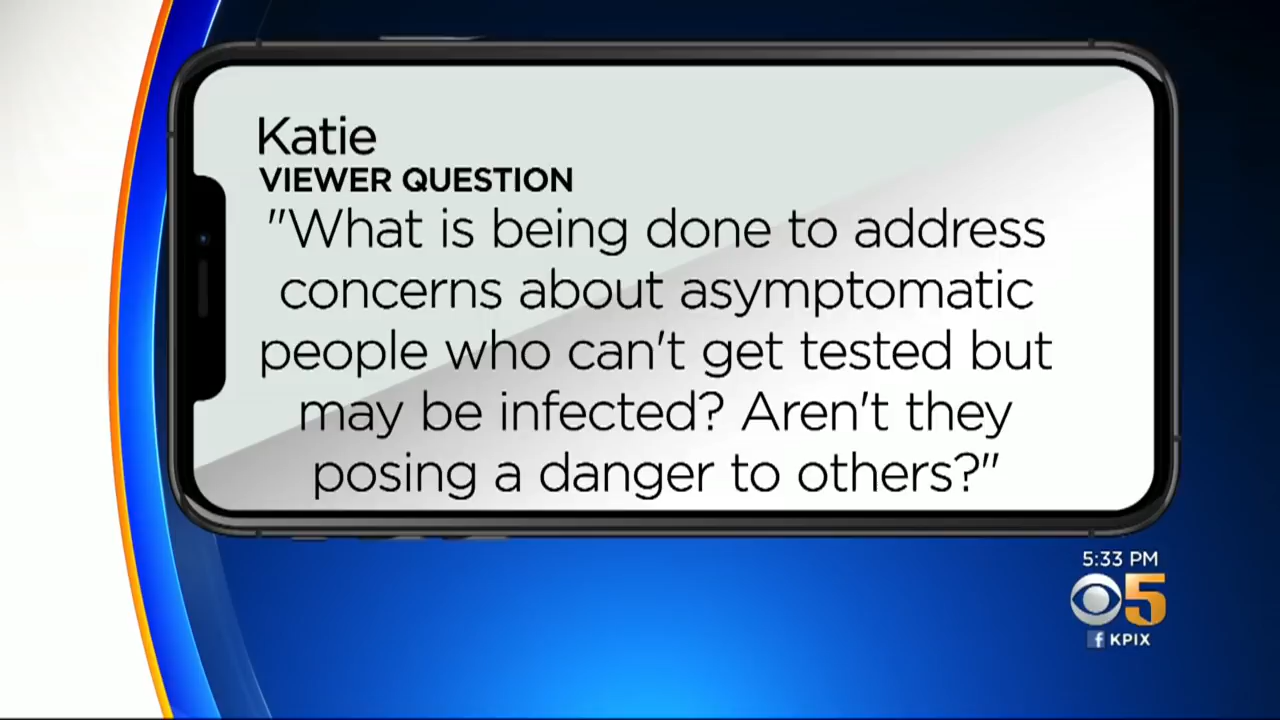 Katie
VIEWER QUESTION
"What is being done to address
concerns about asymptomatic
people who can't get tested but
may be infected? Aren't they
posing a danger to others?"
5:33 PM
5
f KPIX